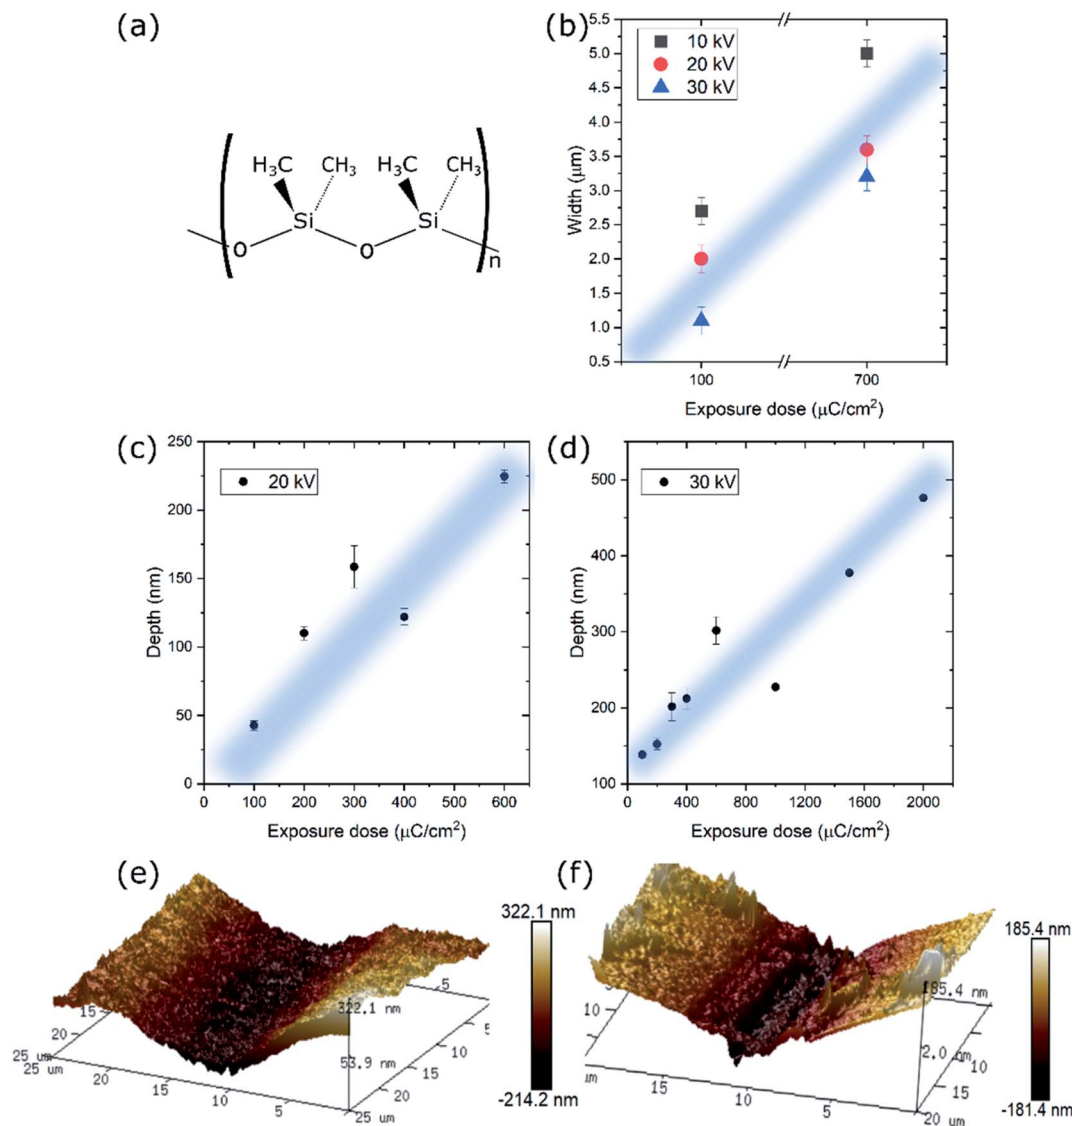 (a)
H₃C CH₃ H₃C CH₃
Si Si
O O
n
(b)
10 kV
20 kV
30 kV
5.5
5.0
4.5
4.0
3.5
3.0
2.5
2.0
1.5
1.0
0.5
Width (μm)
100 700
Exposure dose (μC/cm²)
(c)
20 kV
250
200
150
100
50
0
Depth (nm)
0 100 200 300 400 500 600
Exposure dose (μC/cm²)
(d)
30 kV
500
400
300
200
100
Depth (nm)
0 400 800 1200 1600 2000
Exposure dose (μC/cm²)
(e)
322.1 nm
-214.2 nm
322.1 nm
53.9 nm
15
20
25 um
25 um
20
15
10
5
25 um
20
15
10
5
5
(f)
185.4 nm
-181.4 nm
185.4 nm
2.0 nm
5
10
um
15
10
5
20 um
15
10
5